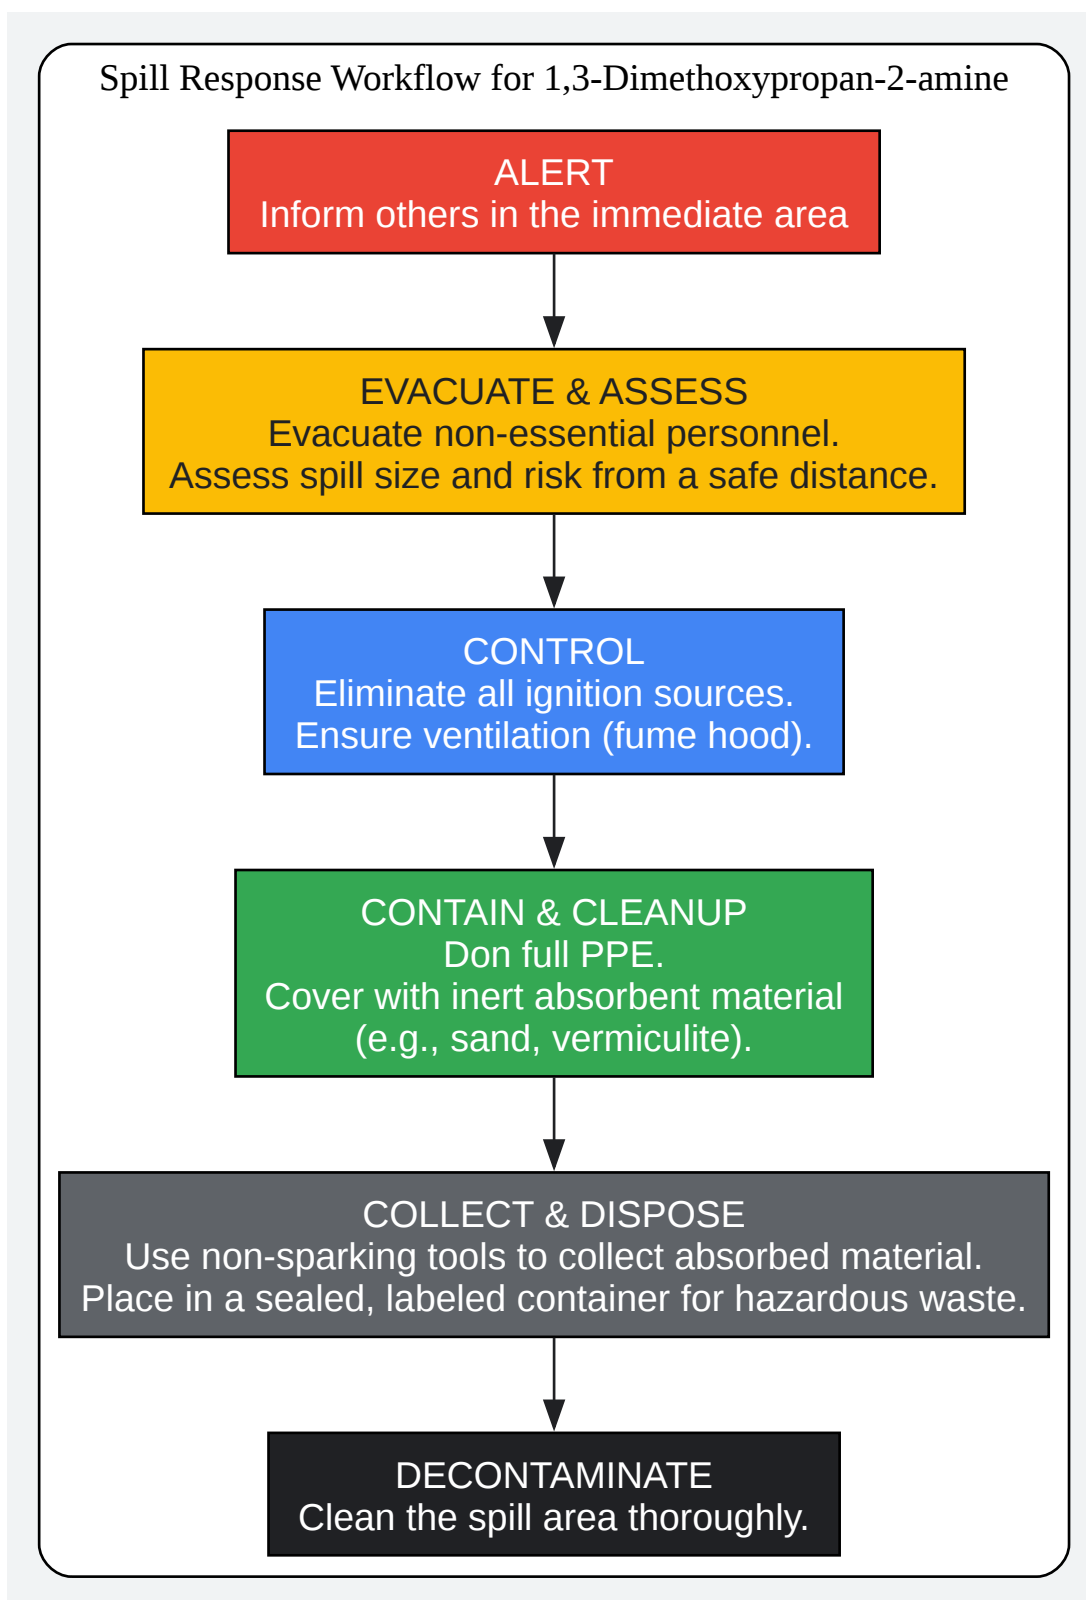 Spill Response Workflow for 1,3-Dimethoxypropan-2-amine
ALERT
Inform others in the immediate area
EVACUATE & ASSESS
Evacuate non-essential personnel.
Assess spill size and risk from a safe distance.
CONTROL
Eliminate all ignition sources.
Ensure ventilation (fume hood).
CONTAIN & CLEANUP
Don full PPE.
Cover with inert absorbent material
(e.g., sand, vermiculite).
COLLECT & DISPOSE
Use non-sparking tools to collect absorbed material.
Place in a sealed, labeled container for hazardous waste.
DECONTAMINATE
Clean the spill area thoroughly.